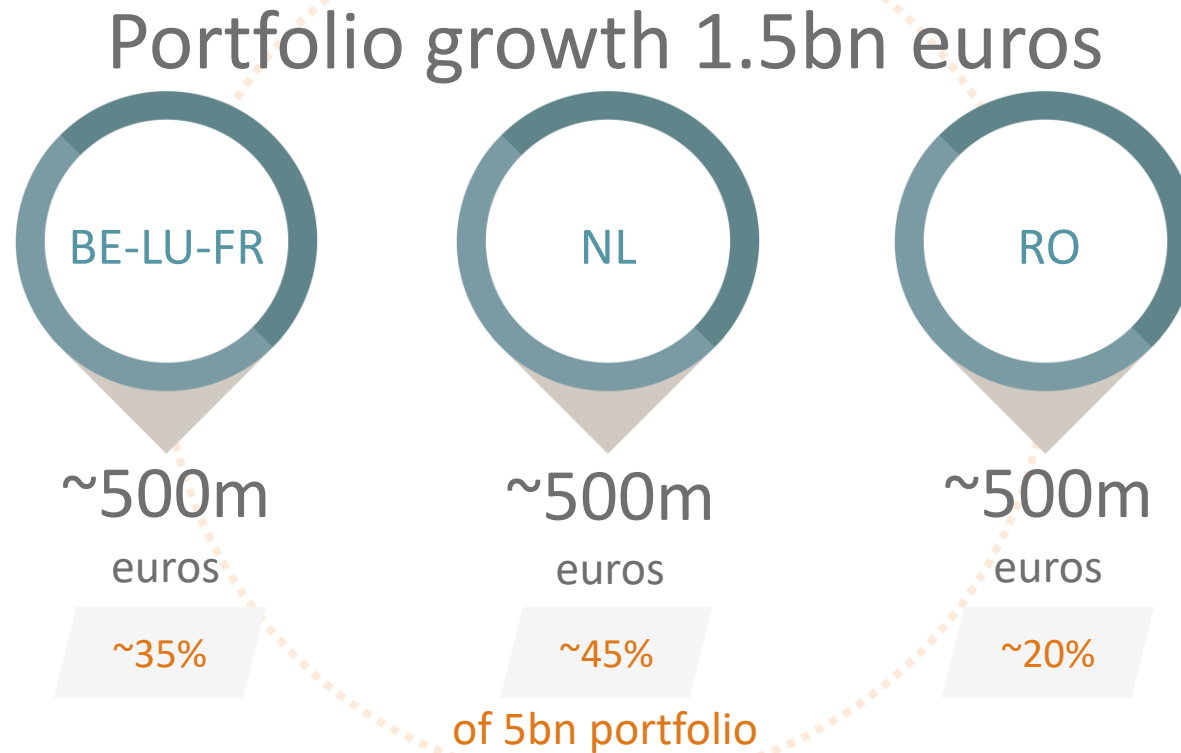 Portfolio growth 1.5bn euros
BE-LU-FR
NL
RO
~500m
euros
~35%
~500m
euros
~45%
~500m
euros
~20%
of 5bn portfolio